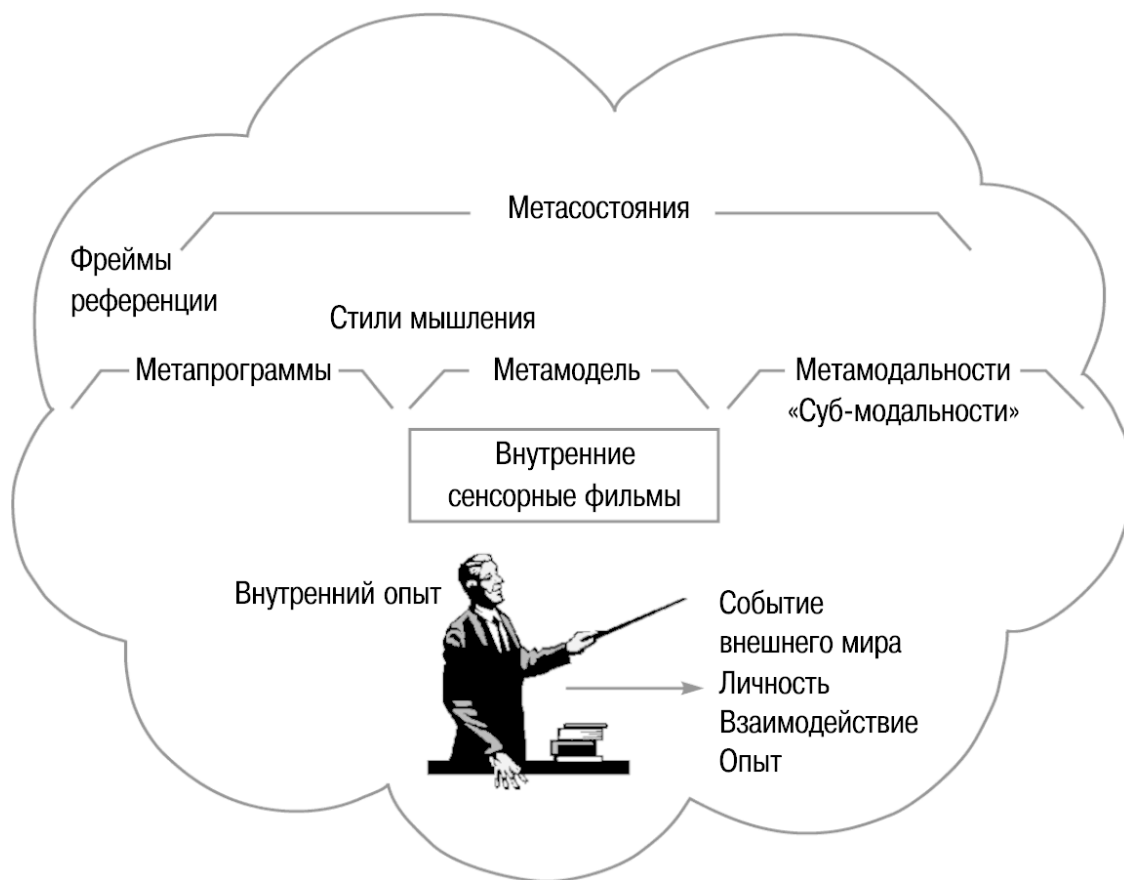 Метасостояния
Фреймы
референции
Стили мышления
Метапрограммы
Метамодель
Метамодальности
«Суб-модальности»
Внутренние
сенсорные фильмы
Внутренний опыт
Событие
внешнего мира
Личность
Взаимодействие
Опыт